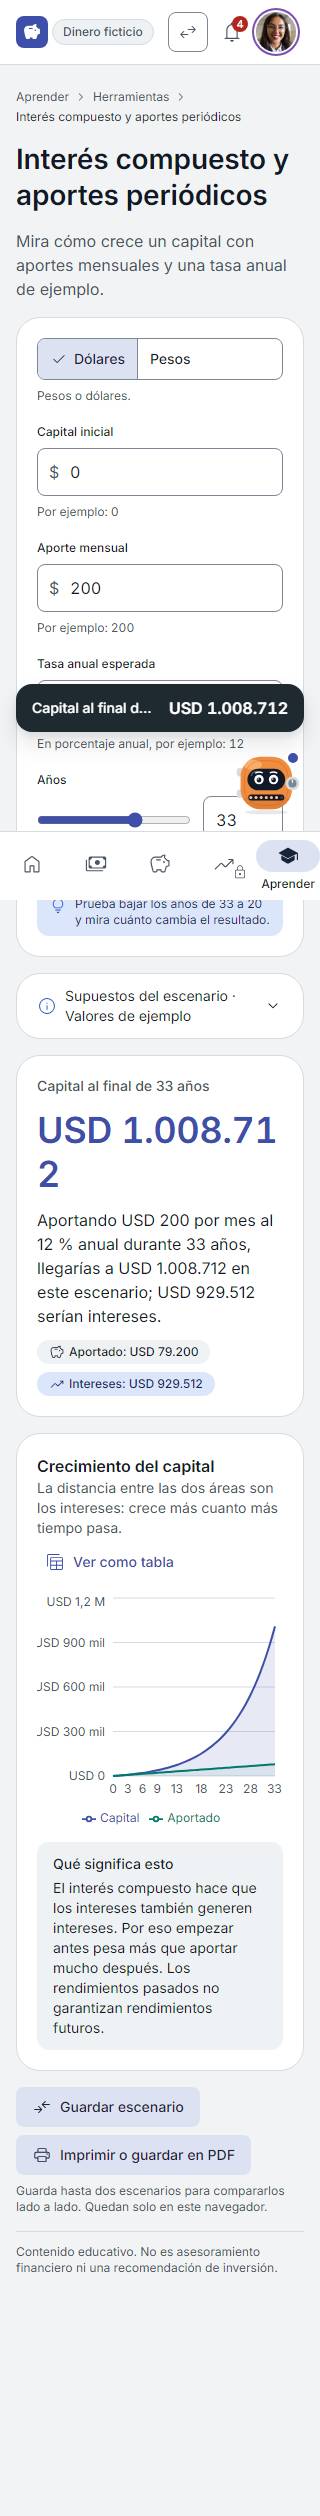 Dinero ficticio
4
Aprender > Herramientas >
Interés compuesto y aportes periódicos
Interés compuesto y
aportes periódicos
Mira cómo crece un capital con
aportes mensuales y una tasa anual
de ejemplo.
Dólares Pesos
Pesos o dólares.
Capital inicial
$ 0
Por ejemplo: 0
Aporte mensual
$ 200
Por ejemplo: 200
Tasa anual esperada
Capital al final d... USD 1.008.712
En porcentaje anual, por ejemplo: 12
Años
33
Aprender
Prueba bajar los años de 33 a 20
y mira cuánto cambia el resultado.
Supuestos del escenario ·
Valores de ejemplo
Capital al final de 33 años
USD 1.008.71
2
Aportando USD 200 por mes al
12 % anual durante 33 años,
llegarías a USD 1.008.712 en
este escenario; USD 929.512
serían intereses.
Aportado: USD 79.200
Intereses: USD 929.512
Crecimiento del capital
La distancia entre las dos áreas son
los intereses: crece más cuanto más
tiempo pasa.
Ver como tabla
USD 1,2 M
USD 900 mil
USD 600 mil
USD 300 mil
USD 0
0 3 6 9 13 18 23 28 33
Capital Aportado
Qué significa esto
El interés compuesto hace que
los intereses también generen
intereses. Por eso empezar
antes pesa más que aportar
mucho después. Los
rendimientos pasados no
garantizan rendimientos
futuros.
Guardar escenario
Imprimir o guardar en PDF
Guarda hasta dos escenarios para compararlos
lado a lado. Quedan solo en este navegador.
Contenido educativo. No es asesoramiento
financiero ni una recomendación de inversión.